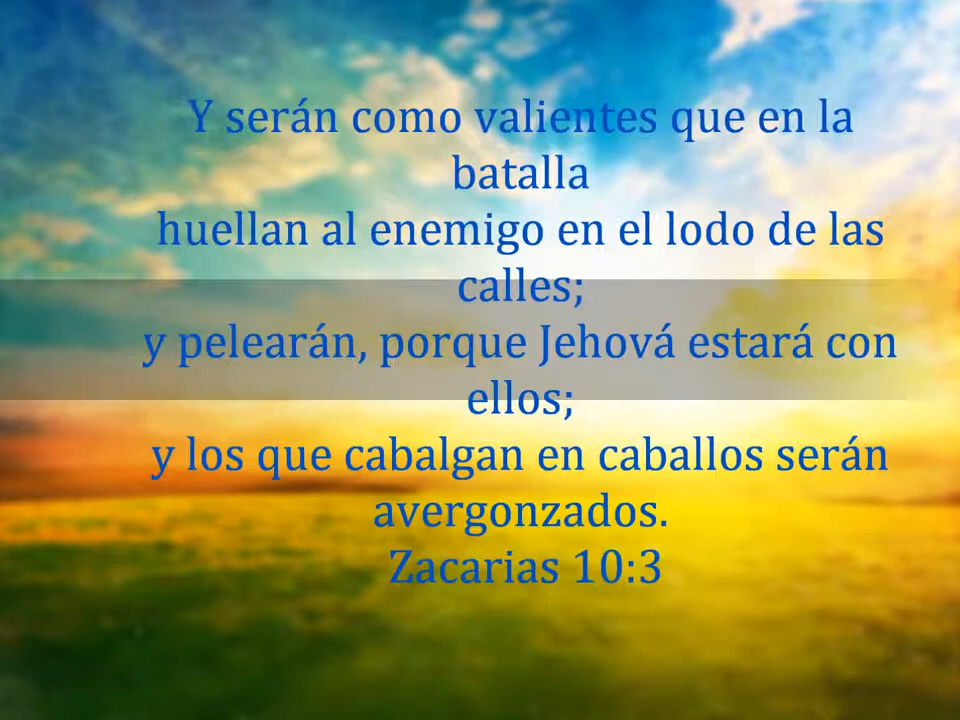 Y serán como valientes que en la
batalla
huellan al enemigo en el lodo de las
calles;
y pelearán, porque Jehová estará con
ellos;
y los que cabalgan en caballos serán
avergonzados.
Zacarias 10:3